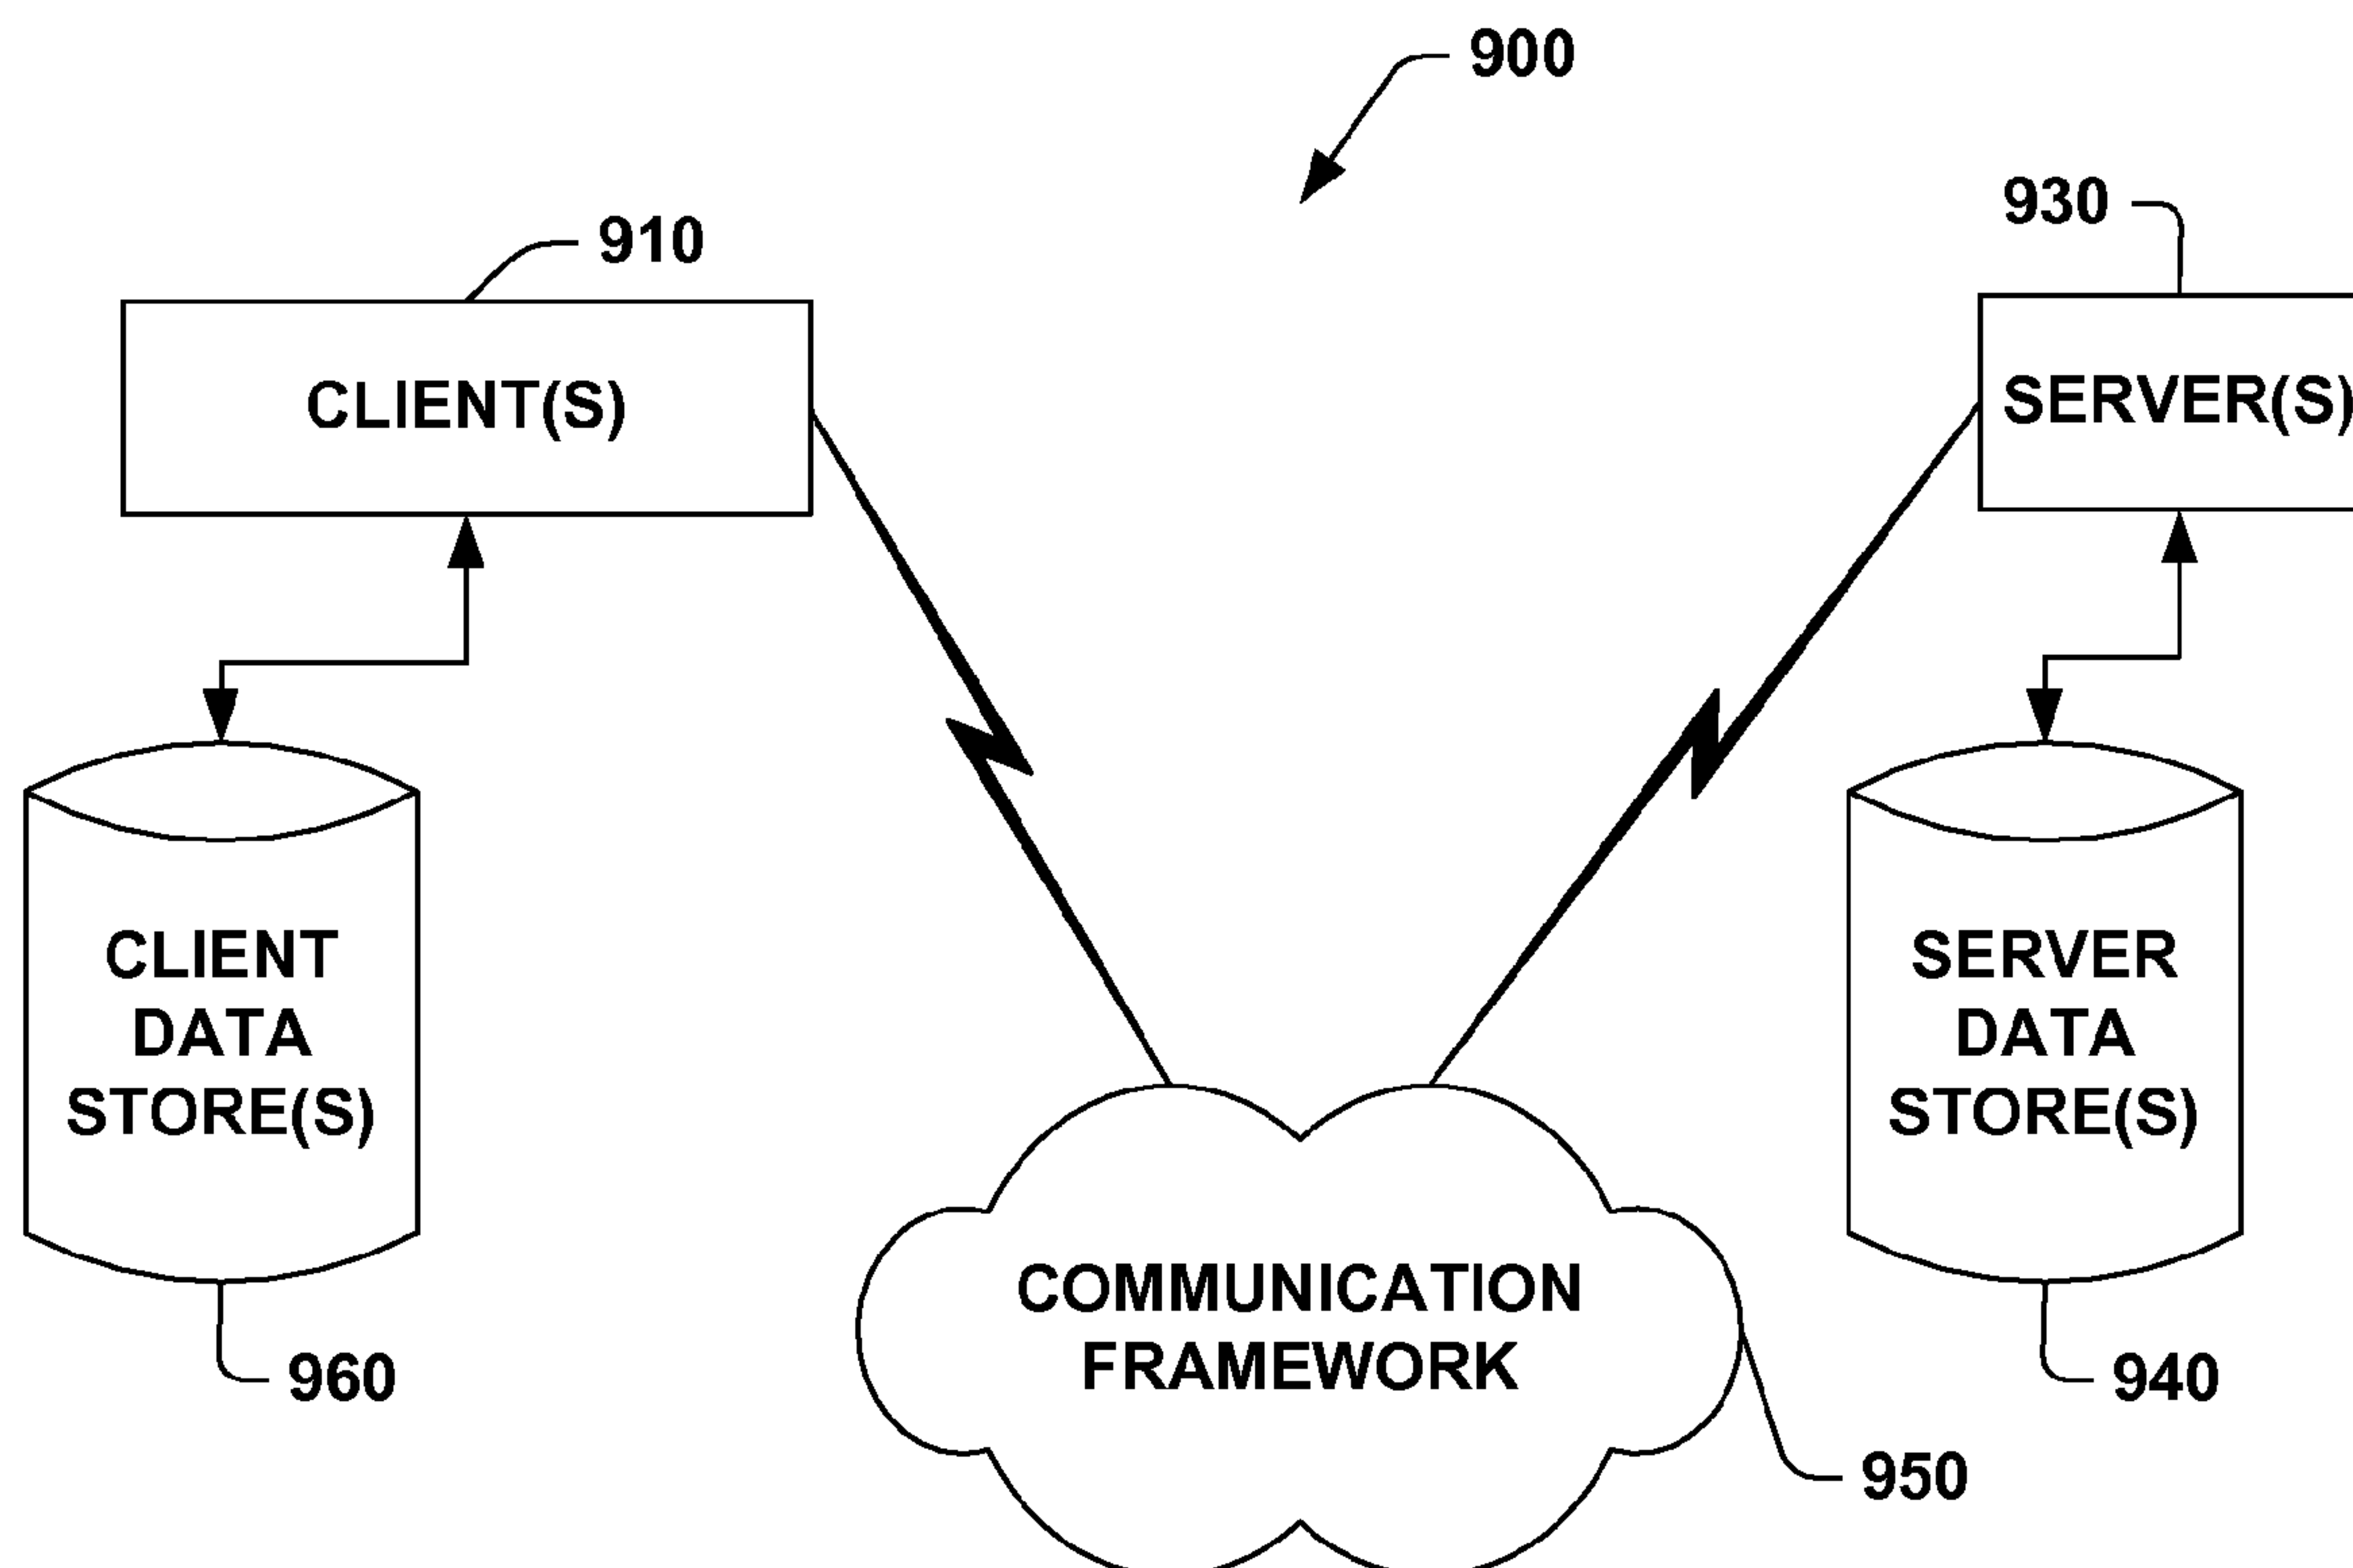 900
930
910
CLIENT(S)
SERVER(S)
CLIENT
DATA
STORE(S)
SERVER
DATA
STORE(S)
COMMUNICATION
FRAMEWORK
960
940
950